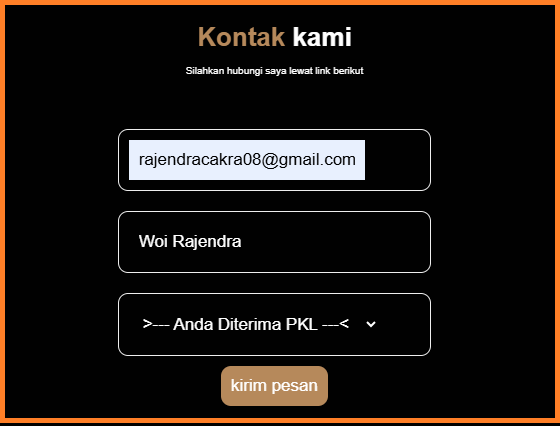 Kontak kami
Silahkan hubungi saya lewat link berikut
rajendracakra08@gmail.com
Woi Rajendra
>--- Anda Diterima PKL ---<
kirim pesan